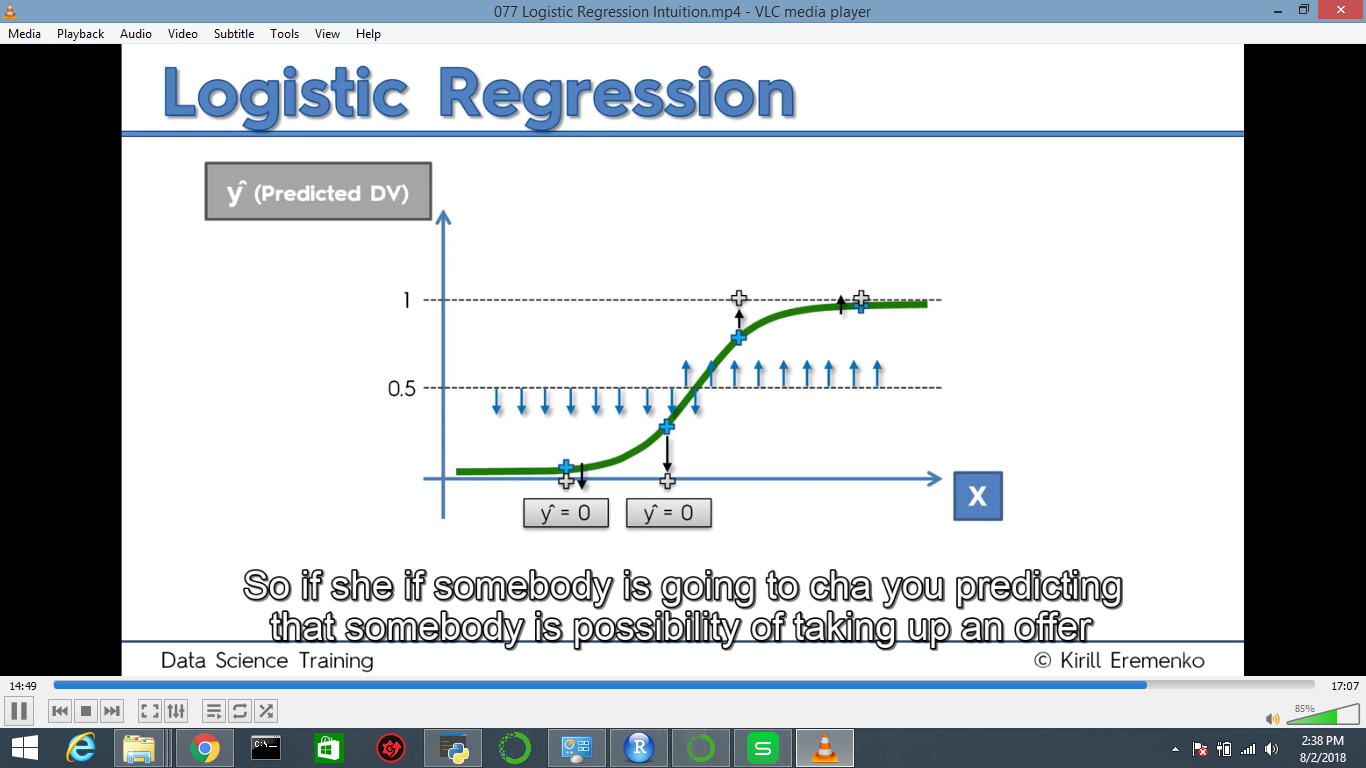 077 Logistic Regression Intuition.mp4 - VLC media player
Media Playback Audio Video Subtitle Tools View Help
Logistic Regression
ŷ (Predicted DV)
1
0.5
X
ŷ = 0 ŷ = 0
So if she if somebody is going to cha you predicting
that somebody is possibility of taking up an offer
Data Science Training © Kirill Eremenko
14:49 17:07
85%
2:38 PM
8/2/2018